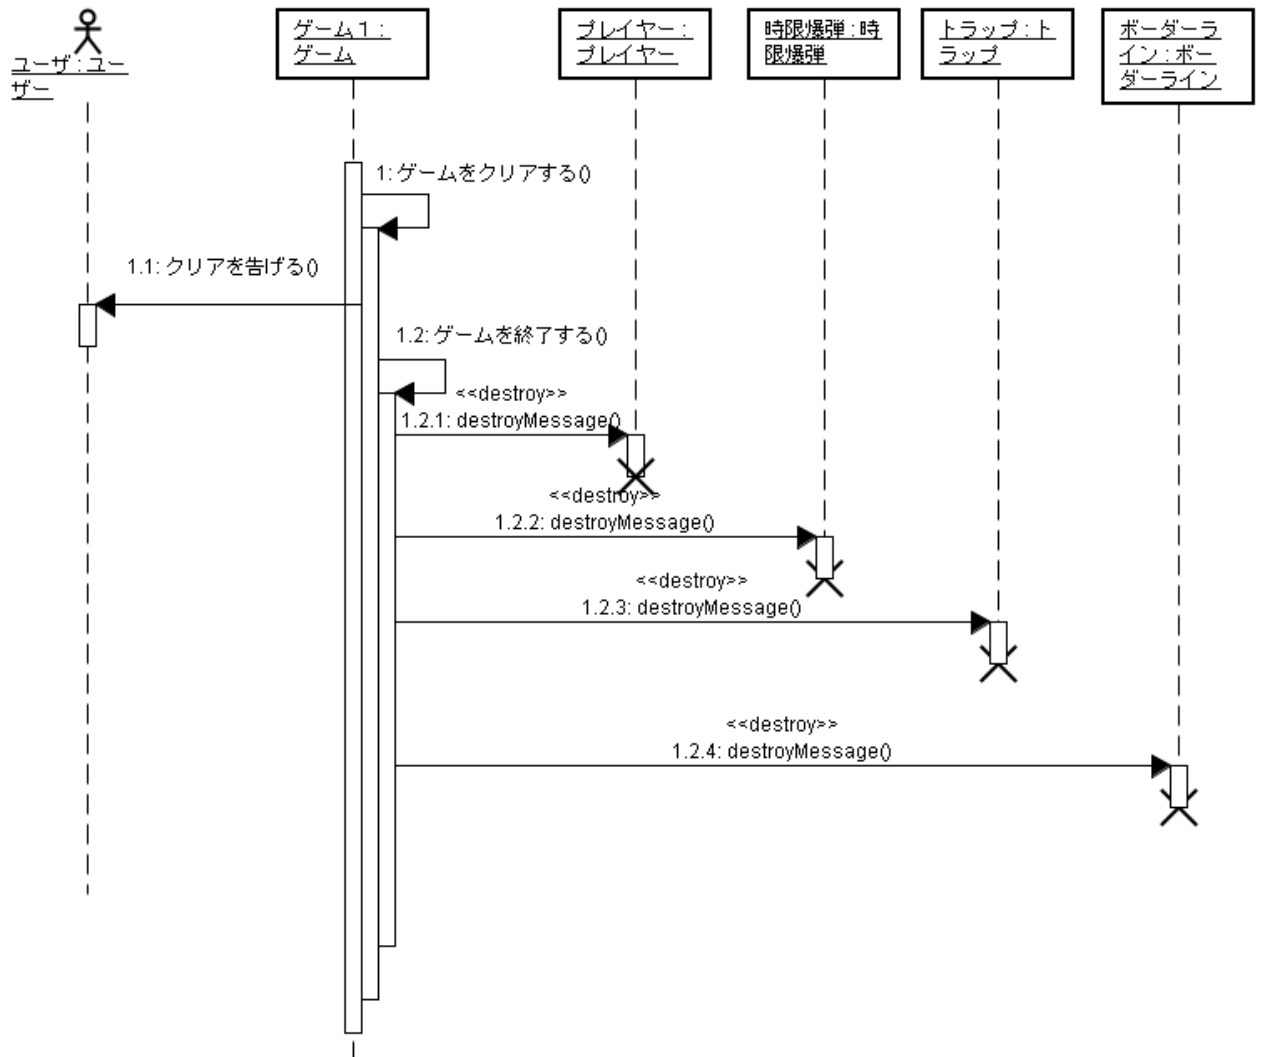 ユーザ:ユー
ザー
ゲーム1:
ゲーム
プレイヤー:
プレイヤー
時限爆弾:時
限爆弾
トラップ:ト
ラップ
ボーダーラ
イン:ボー
ダーライン
1:ゲームをクリアする()
1.1: クリアを告げる()
1.2: ゲームを終了する()
<<destroy>>
1.2.1: destroyMessage()
<<destroy>>
1.2.2: destroyMessage()
<<destroy>>
1.2.3: destroyMessage()
<<destroy>>
1.2.4: destroyMessage()